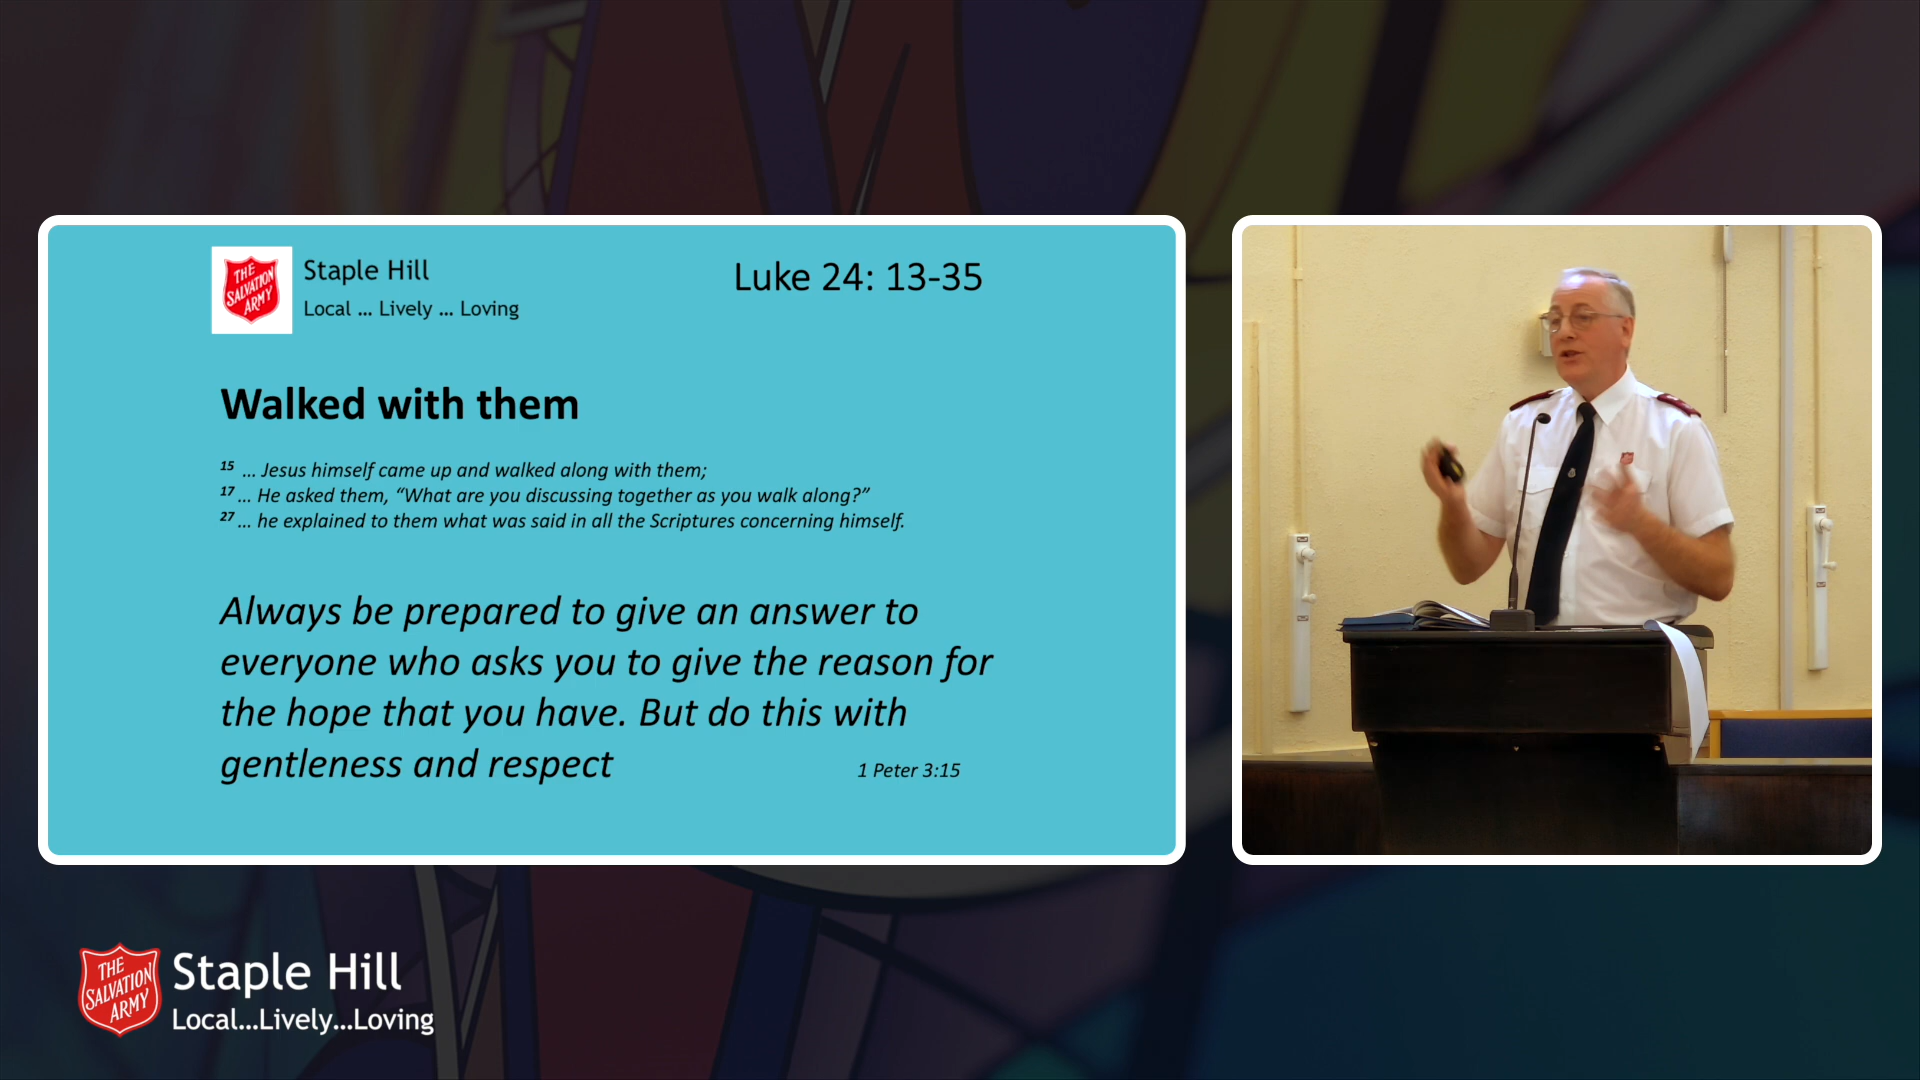 THE
SALVATION
ARMY
Staple Hill
Local ... Lively ... Loving
Luke 24: 13-35
Walked with them
15 ... Jesus himself came up and walked along with them;
17 ... He asked them, “What are you discussing together as you walk along?”
27 ... he explained to them what was said in all the Scriptures concerning himself.
Always be prepared to give an answer to
everyone who asks you to give the reason for
the hope that you have. But do this with
gentleness and respect
1 Peter 3:15
THE
SALVATION
ARMY
Staple Hill
Local...Lively...Loving